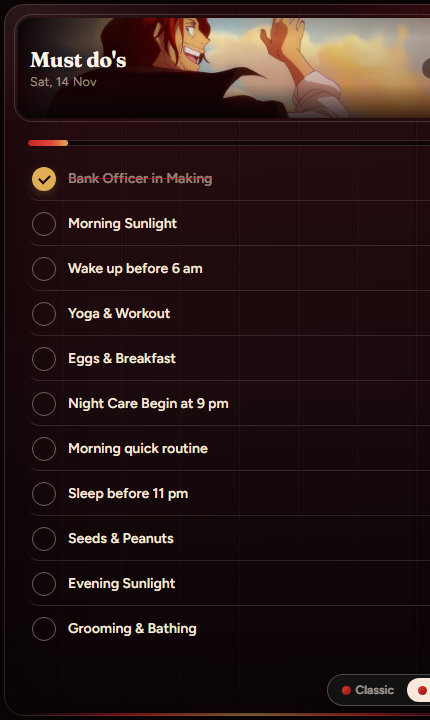 Must do's
Sat, 14 Nov
Bank Officer in Making
Morning Sunlight
Wake up before 6 am
Yoga & Workout
Eggs & Breakfast
Night Care Begin at 9 pm
Morning quick routine
Sleep before 11 pm
Seeds & Peanuts
Evening Sunlight
Grooming & Bathing
Classic